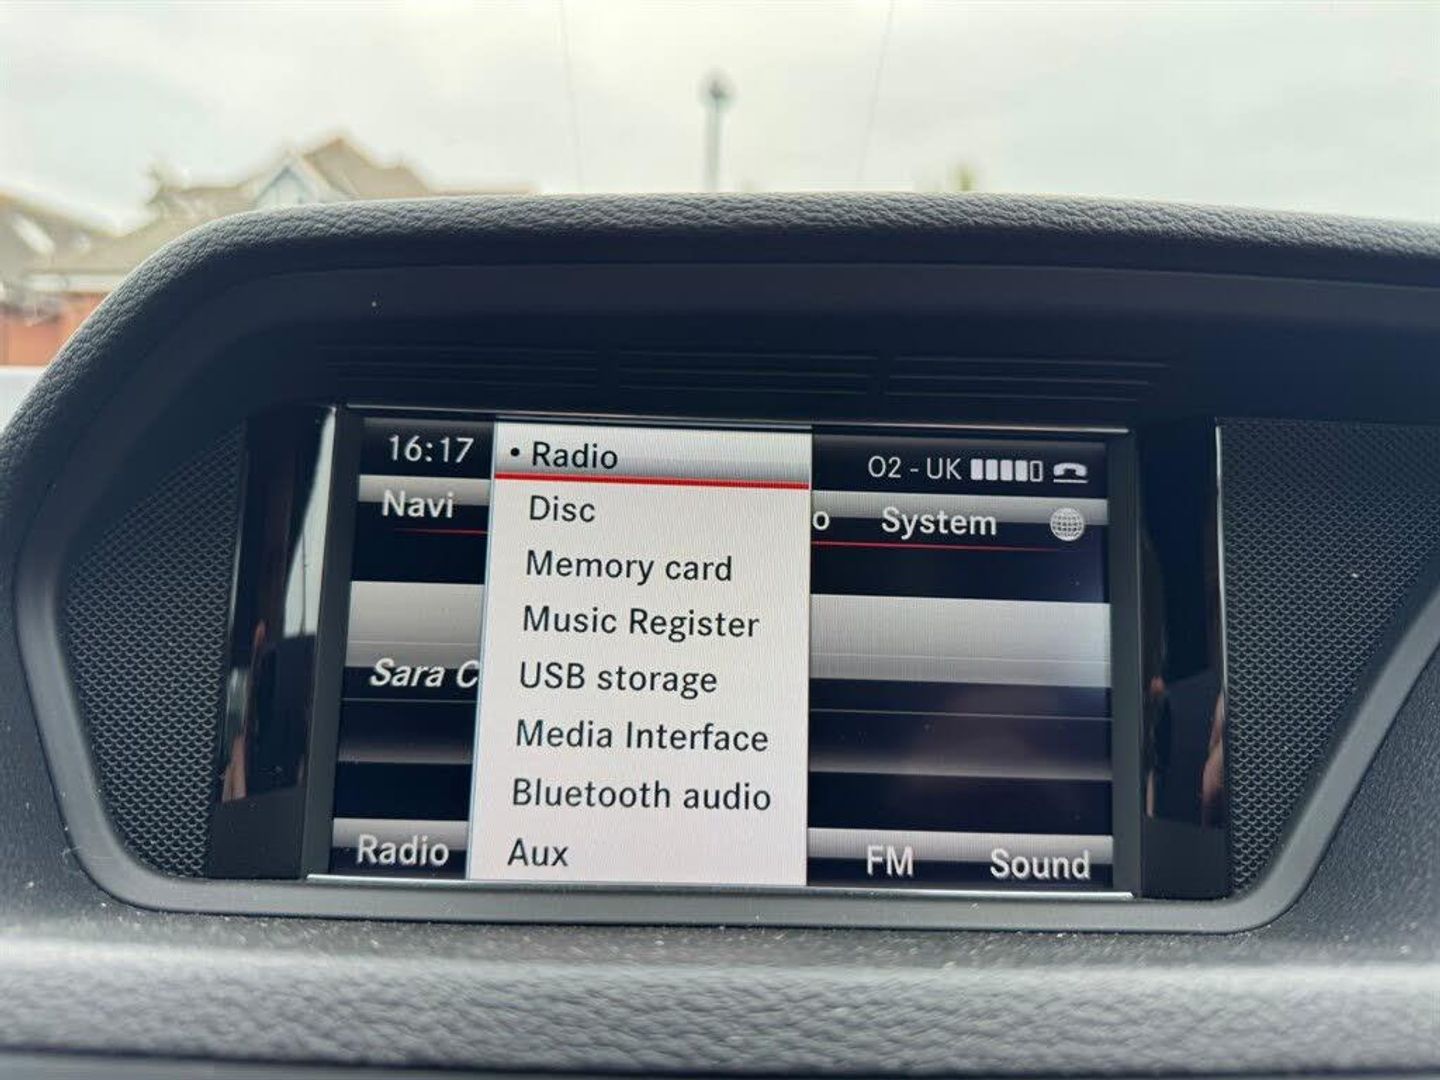 16:17
• Radio
O2 - UK
Navi
o
System
Disc
Memory card
Music Register
USB storage
Sara C
Media Interface
Bluetooth audio
Radio
Aux
FM
Sound